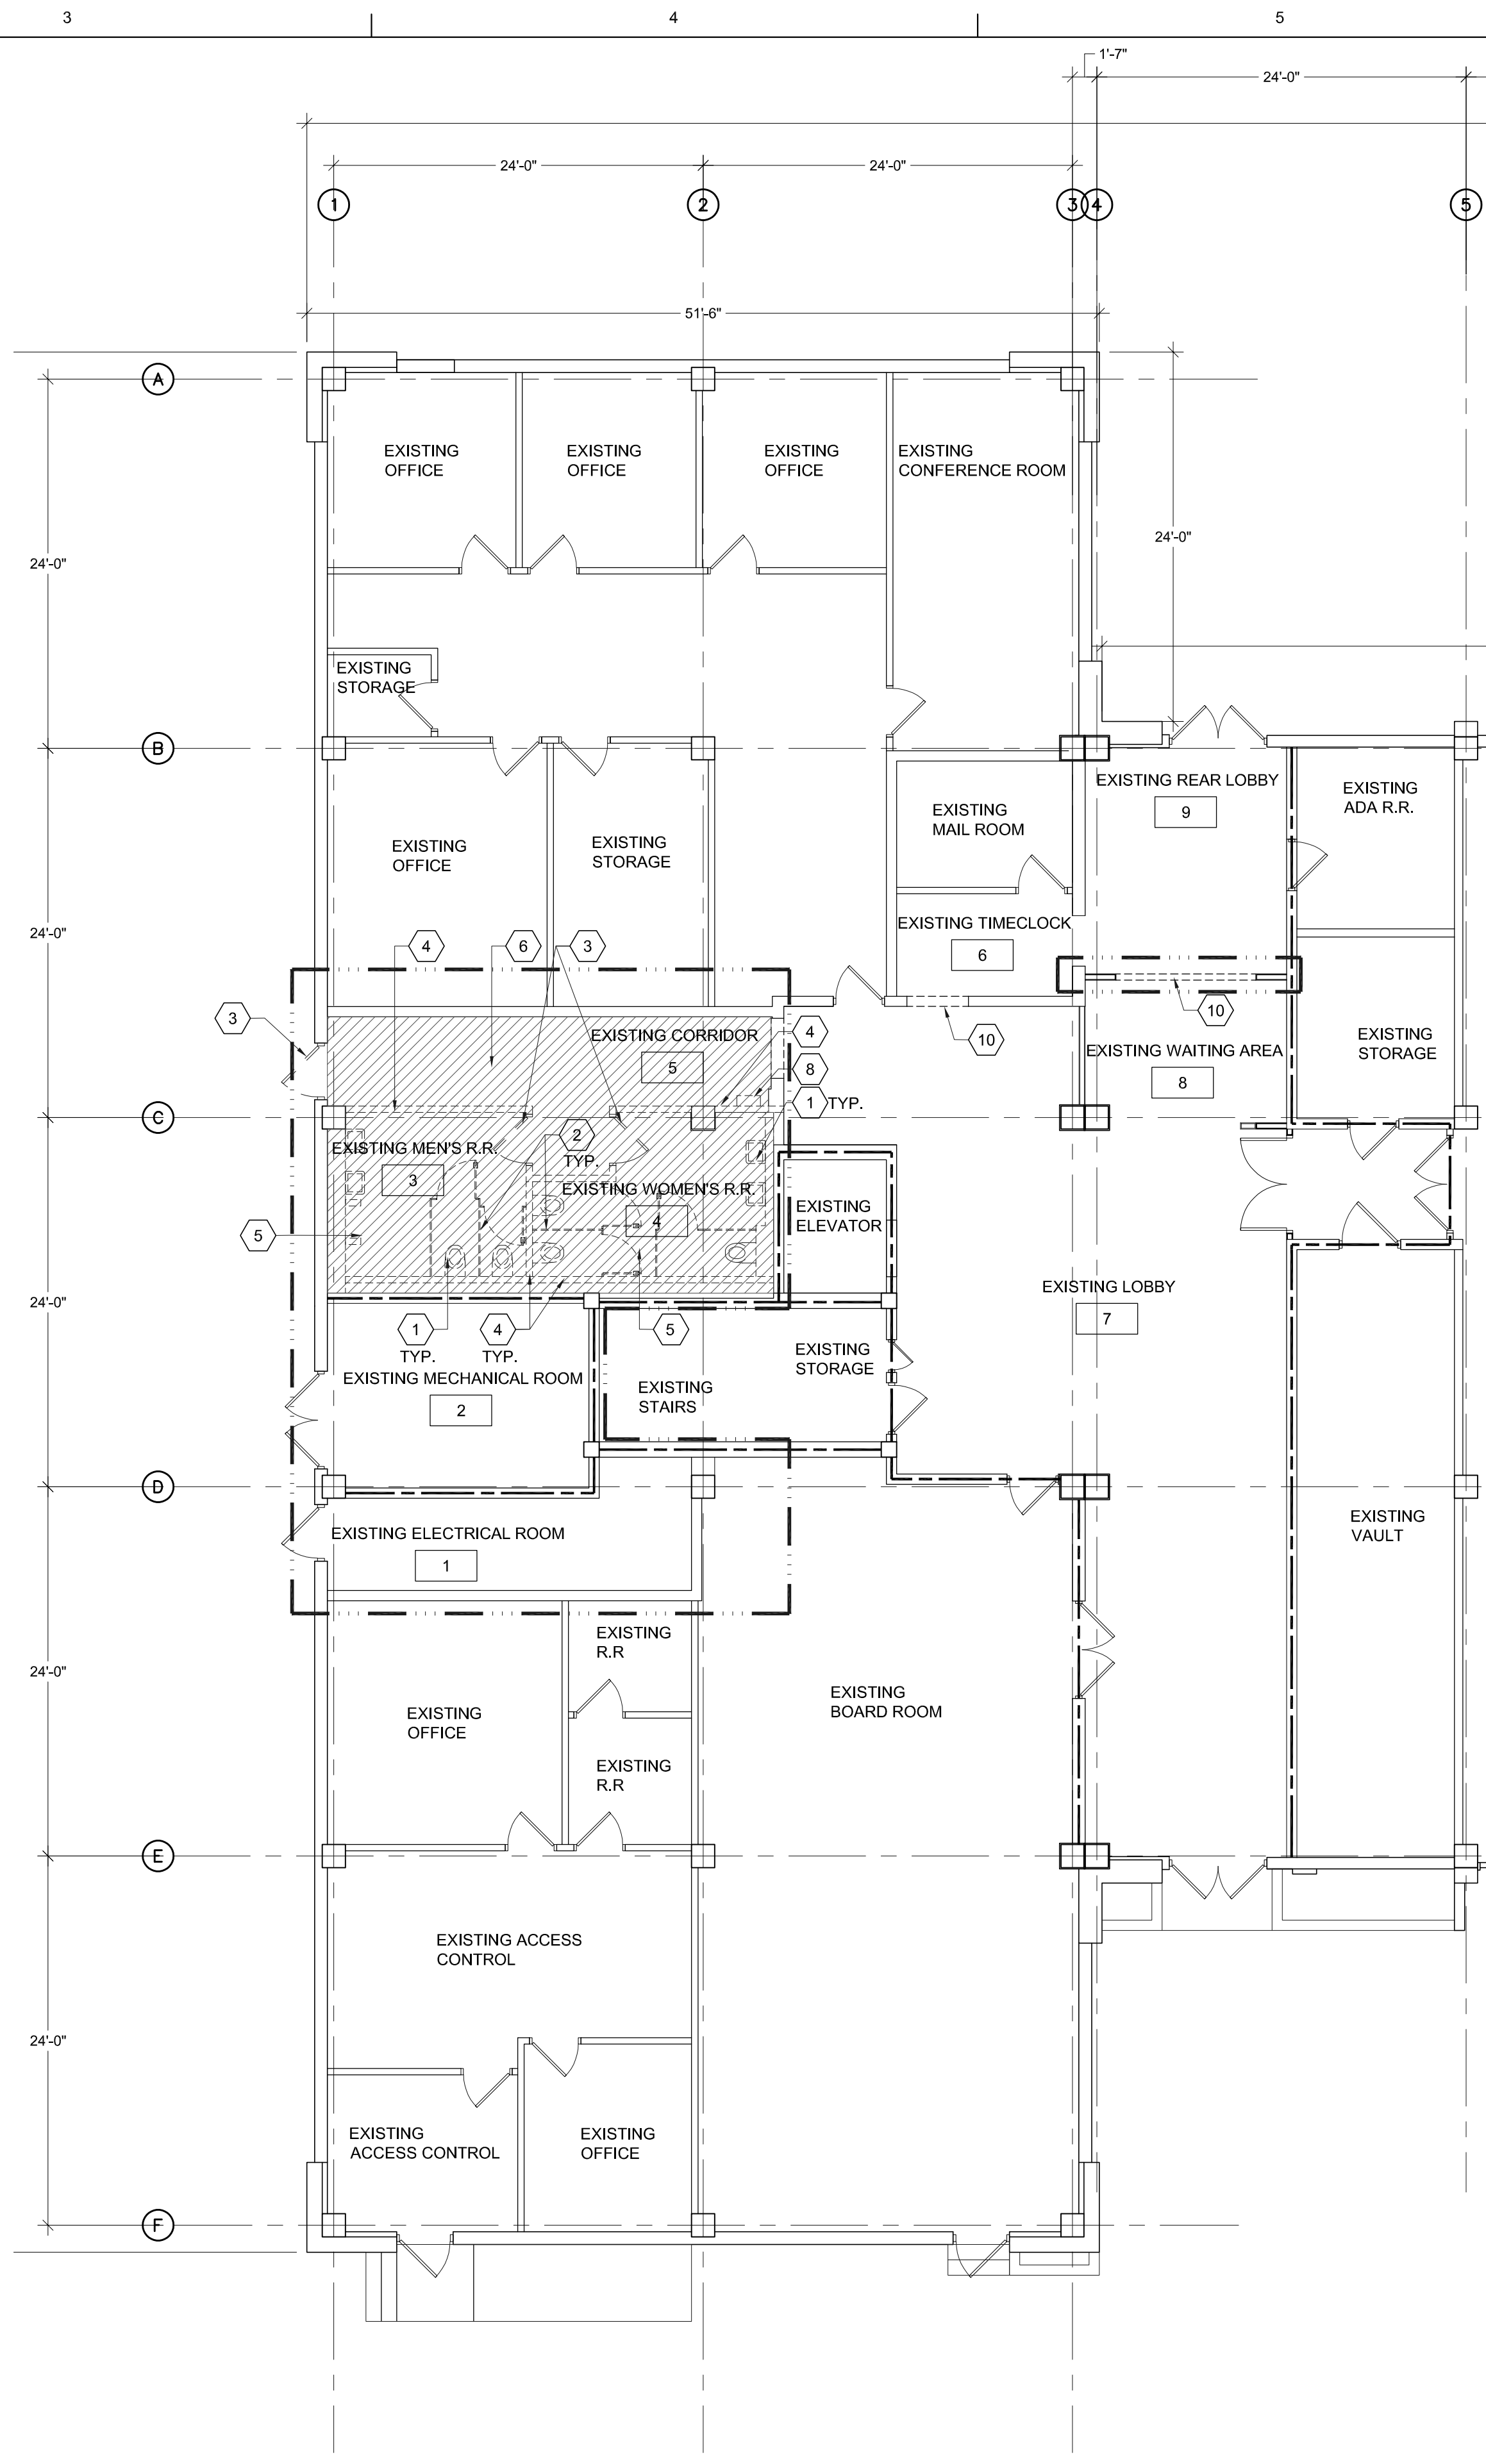 3
4
5
1'-7"
24'-0"
24'-0"
24'-0"
1
2
3
4
5
51'-6"
A
EXISTING
OFFICE
EXISTING
OFFICE
EXISTING
OFFICE
EXISTING
CONFERENCE ROOM
24'-0"
24'-0"
EXISTING
STORAGE
B
EXISTING REAR LOBBY
9
EXISTING
ADA R.R.
EXISTING
MAIL ROOM
EXISTING
OFFICE
EXISTING
STORAGE
24'-0"
EXISTING TIMECLOCK
6
4
6
3
3
10
10
EXISTING CORRIDOR
5
4
8
1
TYP.
EXISTING WAITING AREA
8
EXISTING
STORAGE
C
2
TYP.
EXISTING MEN'S R.R.
3
EXISTING WOMEN'S R.R.
4
5
EXISTING
ELEVATOR
EXISTING LOBBY
7
24'-0"
1
TYP.
4
TYP.
5
EXISTING
STORAGE
EXISTING MECHANICAL ROOM
2
EXISTING
STAIRS
D
EXISTING
VAULT
EXISTING ELECTRICAL ROOM
1
EXISTING
R.R
24'-0"
EXISTING
BOARD ROOM
EXISTING
OFFICE
EXISTING
R.R
E
EXISTING ACCESS
CONTROL
24'-0"
EXISTING
ACCESS CONTROL
EXISTING
OFFICE
F